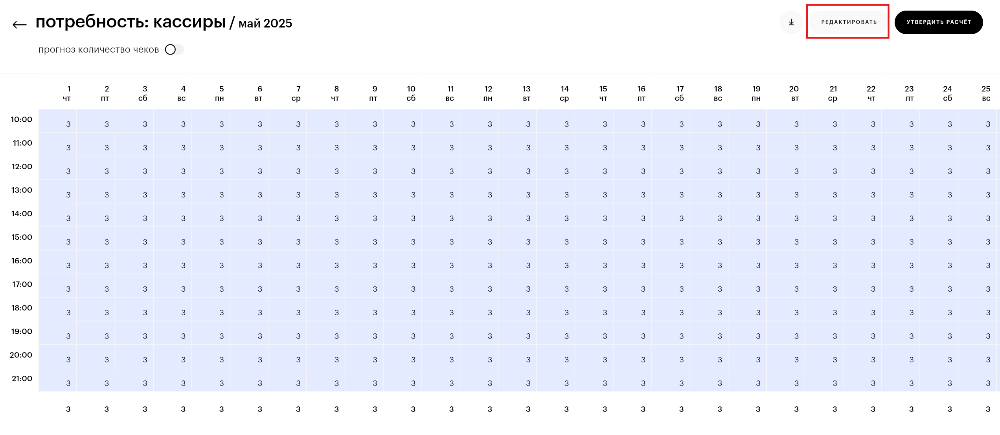 потребность: кассиры / май 2025
РЕДАКТИРОВАТЬ
УТВЕРДИТЬ РАСЧЁТ
прогноз количество чеков
1 2 3 4 5 6 7 8 9 10 11 12 13 14 15 16 17 18 19 20 21 22 23 24 25
чт пт сб вс пн вт ср чт пт сб вс пн вт ср чт пт сб вс пн вт ср чт пт сб вс
10:00 3 3 3 3 3 3 3 3 3 3 3 3 3 3 3 3 3 3 3 3 3 3 3 3 3
11:00 3 3 3 3 3 3 3 3 3 3 3 3 3 3 3 3 3 3 3 3 3 3 3 3 3
12:00 3 3 3 3 3 3 3 3 3 3 3 3 3 3 3 3 3 3 3 3 3 3 3 3 3
13:00 3 3 3 3 3 3 3 3 3 3 3 3 3 3 3 3 3 3 3 3 3 3 3 3 3
14:00 3 3 3 3 3 3 3 3 3 3 3 3 3 3 3 3 3 3 3 3 3 3 3 3 3
15:00 3 3 3 3 3 3 3 3 3 3 3 3 3 3 3 3 3 3 3 3 3 3 3 3 3
16:00 3 3 3 3 3 3 3 3 3 3 3 3 3 3 3 3 3 3 3 3 3 3 3 3 3
17:00 3 3 3 3 3 3 3 3 3 3 3 3 3 3 3 3 3 3 3 3 3 3 3 3 3
18:00 3 3 3 3 3 3 3 3 3 3 3 3 3 3 3 3 3 3 3 3 3 3 3 3 3
19:00 3 3 3 3 3 3 3 3 3 3 3 3 3 3 3 3 3 3 3 3 3 3 3 3 3
20:00 3 3 3 3 3 3 3 3 3 3 3 3 3 3 3 3 3 3 3 3 3 3 3 3 3
21:00 3 3 3 3 3 3 3 3 3 3 3 3 3 3 3 3 3 3 3 3 3 3 3 3 3
3 3 3 3 3 3 3 3 3 3 3 3 3 3 3 3 3 3 3 3 3 3 3 3 3